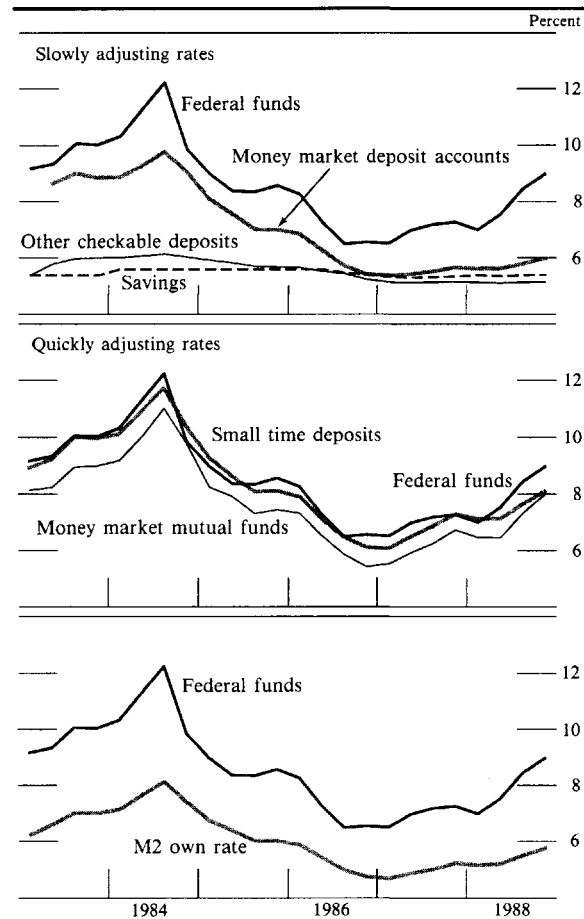 Percent
Slowly adjusting rates
12
Federal funds
10
Money market deposit accounts
8
Other checkable deposits
6
Savings
Quickly adjusting rates
12
Small time deposits
10
Federal funds
8
Money market mutual funds
6
12
Federal funds
10
8
M2 own rate
6
1984 1986 1988